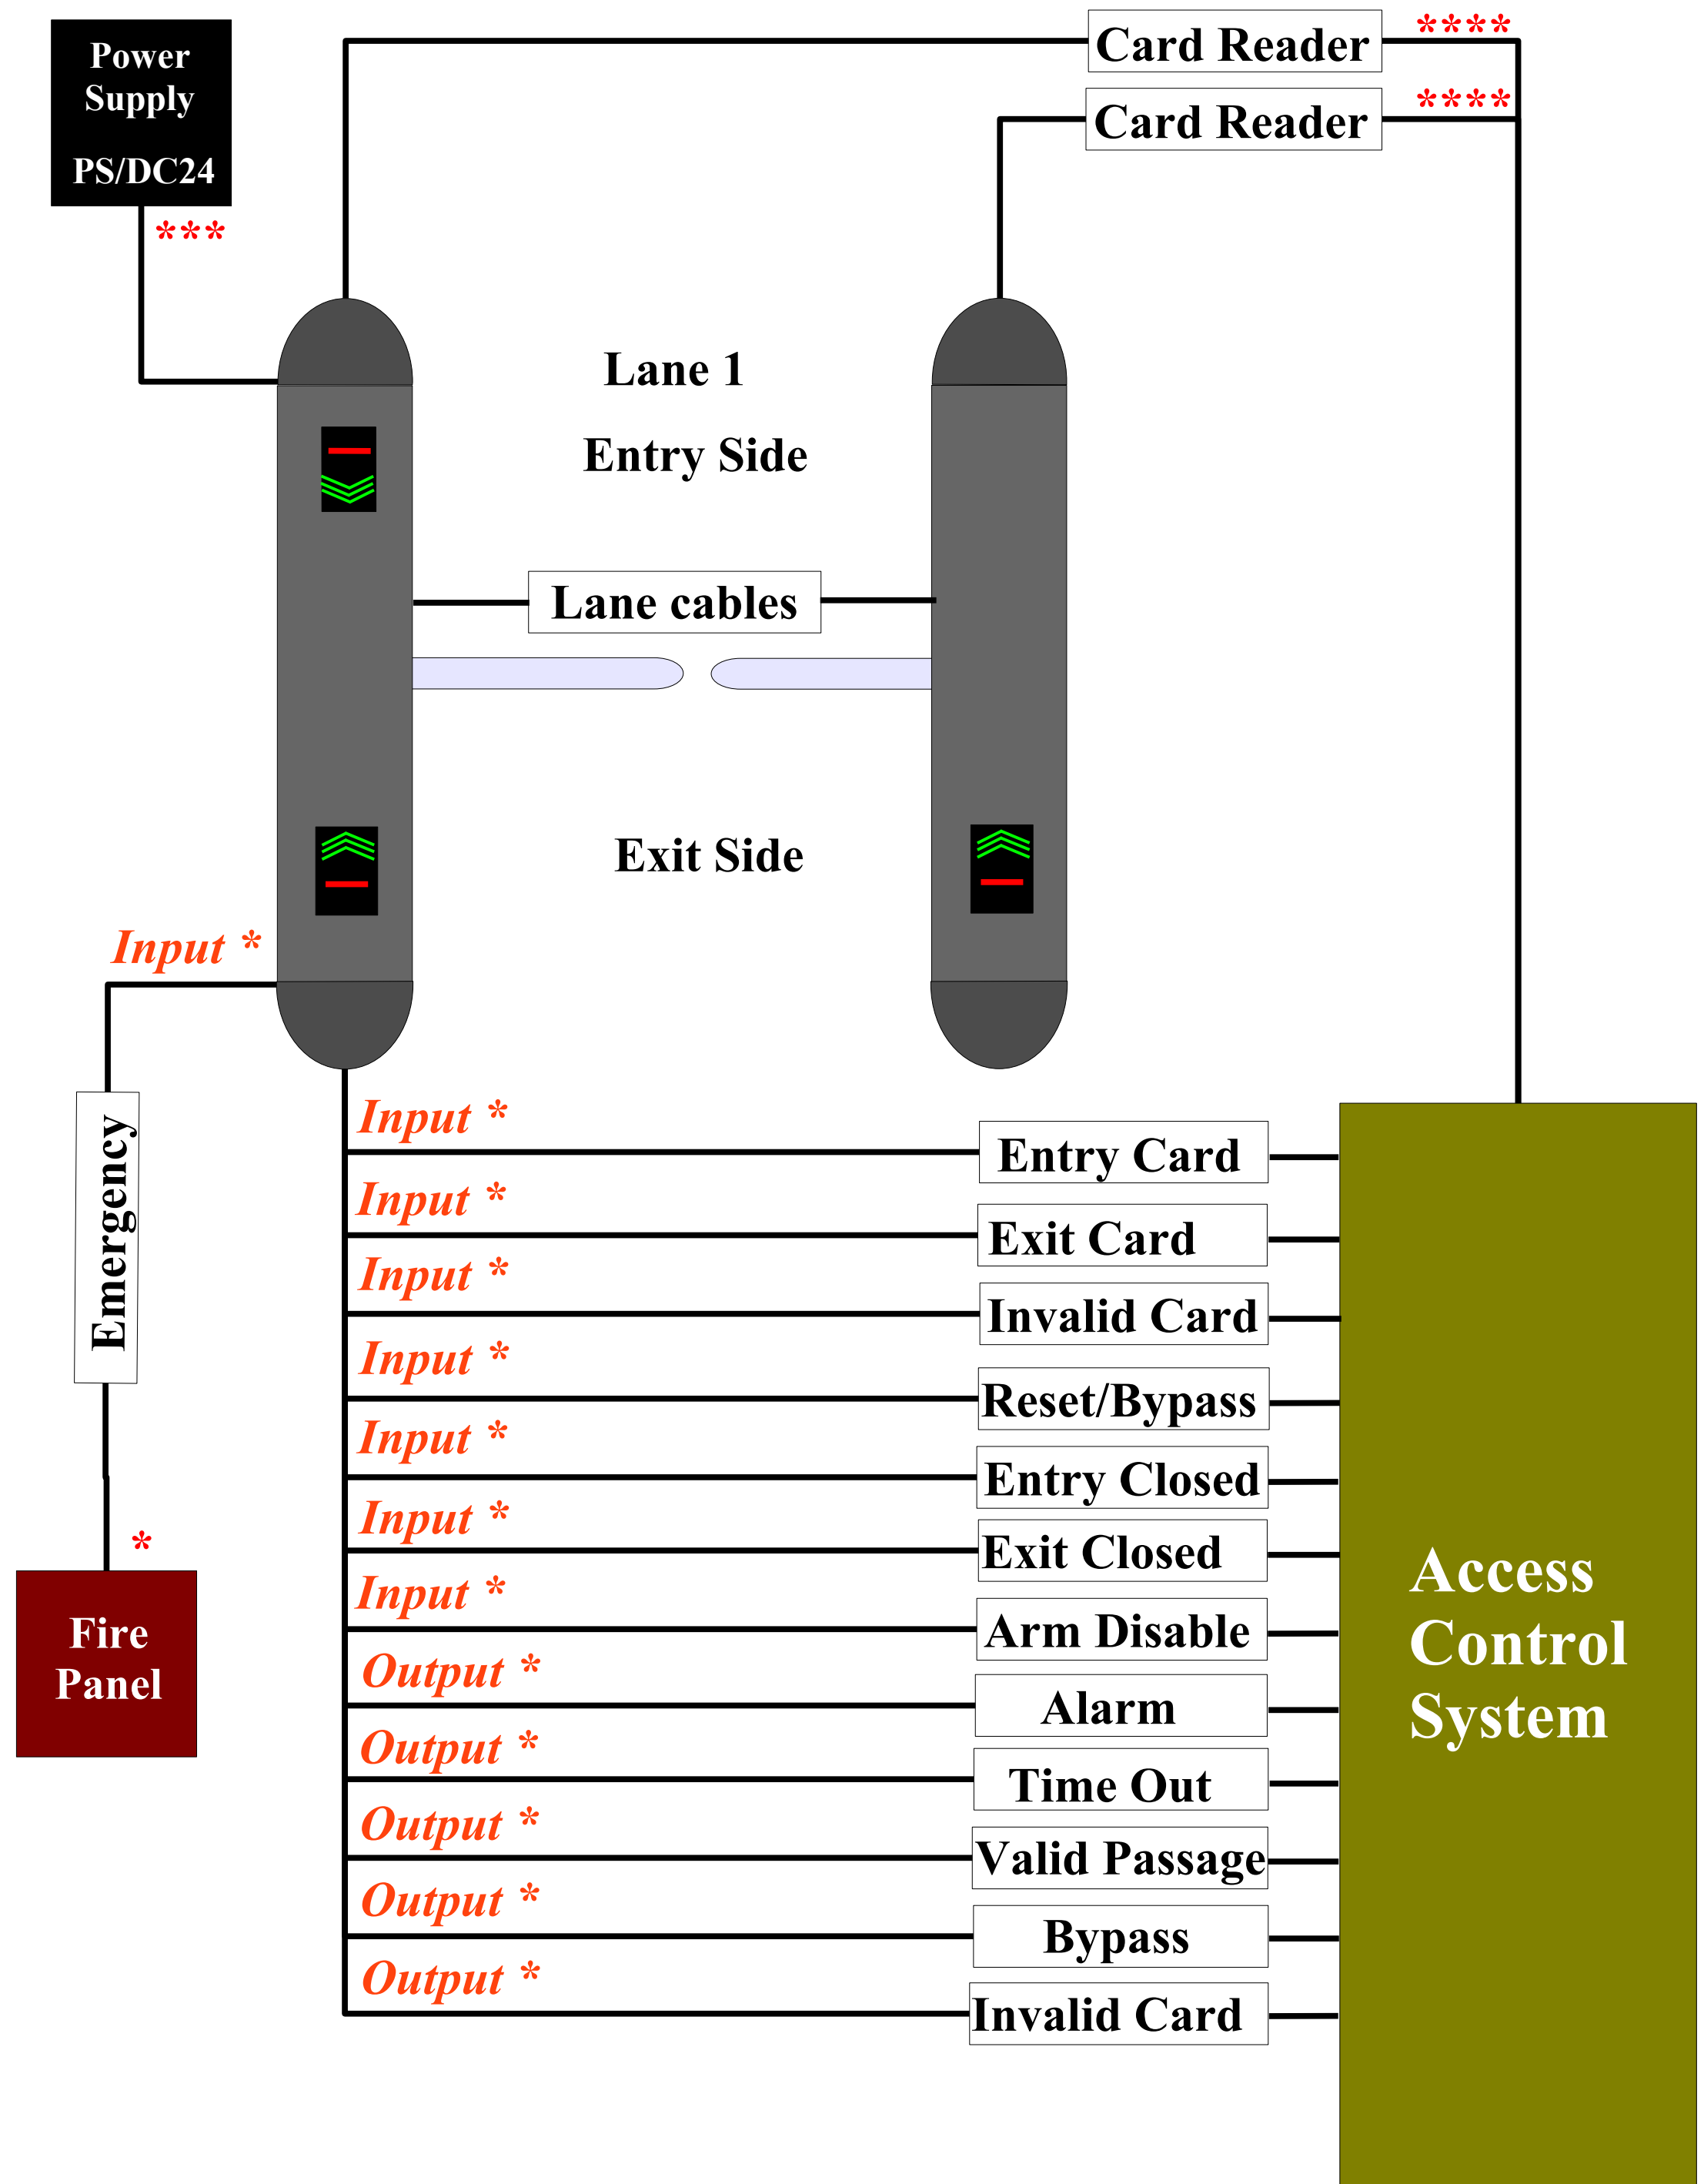 Power
Supply
PS/DC24
***
Card Reader
****
Card Reader
****
Lane 1
Entry Side
Lane cables
Exit Side
Input *
Emergency
*
Fire
Panel
Input *
Entry Card
Input *
Exit Card
Input *
Invalid Card
Input *
Reset/Bypass
Input *
Entry Closed
Input *
Exit Closed
Input *
Arm Disable
Output *
Alarm
Output *
Time Out
Output *
Valid Passage
Output *
Bypass
Output *
Invalid Card
Access
Control
System